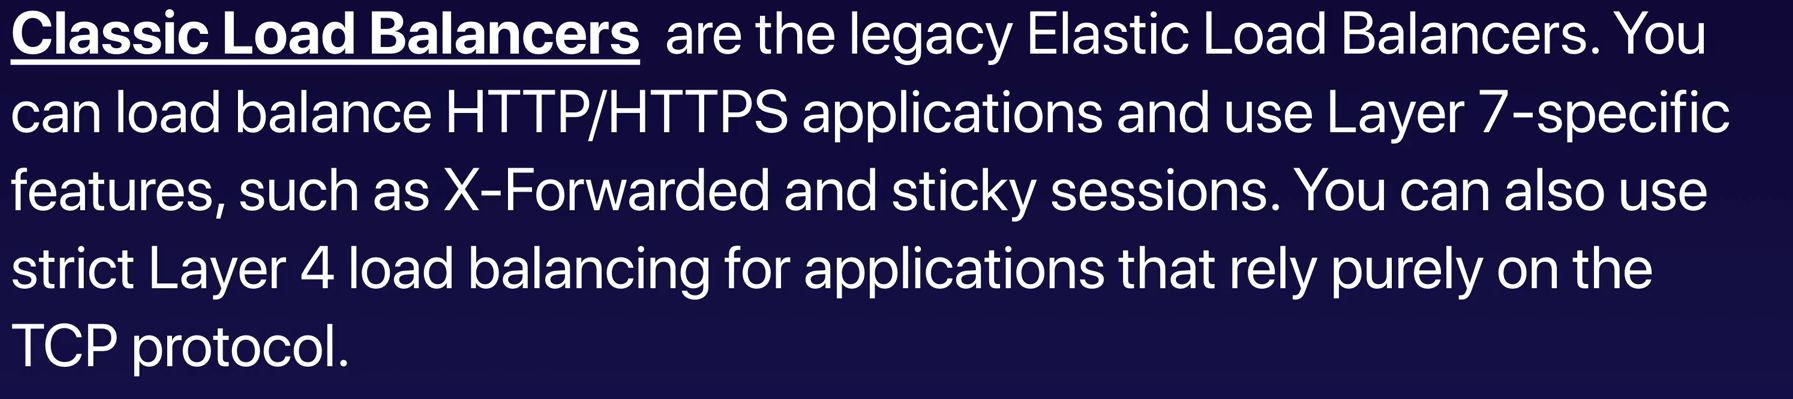 Classic Load Balancers are the legacy Elastic Load Balancers. You
can load balance HTTP/HTTPS applications and use Layer 7-specific
features, such as X-Forwarded and sticky sessions. You can also use
strict Layer 4 load balancing for applications that rely purely on the
TCP protocol.